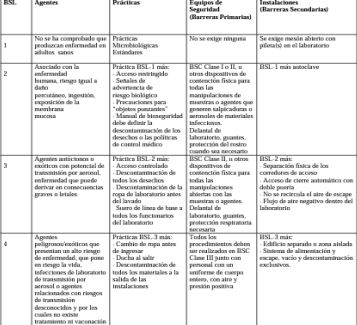 BSL
Agentes
Prácticas
Equipos de
Seguridad
(Barreras Primarias)
Instalaciones
(Barreras Secundarias)
1
No se ha comprobado que
produzcan enfermedad en
adultos sanos
Prácticas
Microbiológicas
Estándares
No se exige ninguna
Se exige mesón abierto con
pileta(s) en el laboratorio
2
Asociado con la
enfermedad
humana, riesgo igual a
daño
percutáneo, ingestión,
exposición de la
membrana
mucosa
Práctica BSL-1 más:
· Acceso restringido
· Señales de
advertencia de
riesgo biológico
· Precauciones para
"objetos punzantes"
· Manual de bioseguridad
debe definir la
descontaminación de los
desechos o las políticas
de control médico
BSC Clase I o II, u
otros dispositivos de
contención física para
todas las
manipulaciones de
muestras o agentes que
generen salpicaduras o
aerosoles de materiales
infecciosos.
Delantal de
laboratorio, guantes,
protección del rostro
cuando sea necesario
BSL-1 más autoclave
3
Agentes autóctonos o
exóticos con potencial de
transmisión por aerosol,
enfermedad que puede
derivar en consecuencias
graves o letales
Práctica BSL-2 más:
· Acceso controlado
· Descontaminación de
todos los desechos
· Descontaminación de la
ropa de laboratorio antes
del lavado
· Suero de línea de base a
todos los funcionarios
del laboratorio
BSC Clase II, u otros
dispositivos de
contención física para
todas las
manipulaciones
abiertas con las
muestras o agentes.
Delantal de
laboratorio, guantes,
protección respiratoria
necesaria
BSL-2 más:
· Separación física de los
corredores de acceso
· Acceso de cierre automático con
doble puerta
· No se recircula el aire de escape
· Flujo de aire negativo dentro del
laboratorio
4
Agentes
peligrosos/exóticos que
presentan un alto riesgo
de enfermedad, que pone
en riesgo la vida,
infecciones de laboratorio
de transmisión por
aerosol o agentes
relacionados con riesgos
de transmisión
desconocidos y por los
cuales no existe
tratamiento ni vacunación
Prácticas BSL 3 más:
· Cambio de ropa antes
de ingresar
· Ducha al salir
· Descontaminación de
todos los materiales a la
salida de las
instalaciones
Todos los
procedimientos deben
ser realizados en BSC
Clase III junto con
personal con un
uniforme de cuerpo
entero, con aire y
presión positiva
BSL 3 más:
· Edificio separado o zona aislada
· Sistema de alimentación y
escape, vacío y descontaminación
exclusivos.